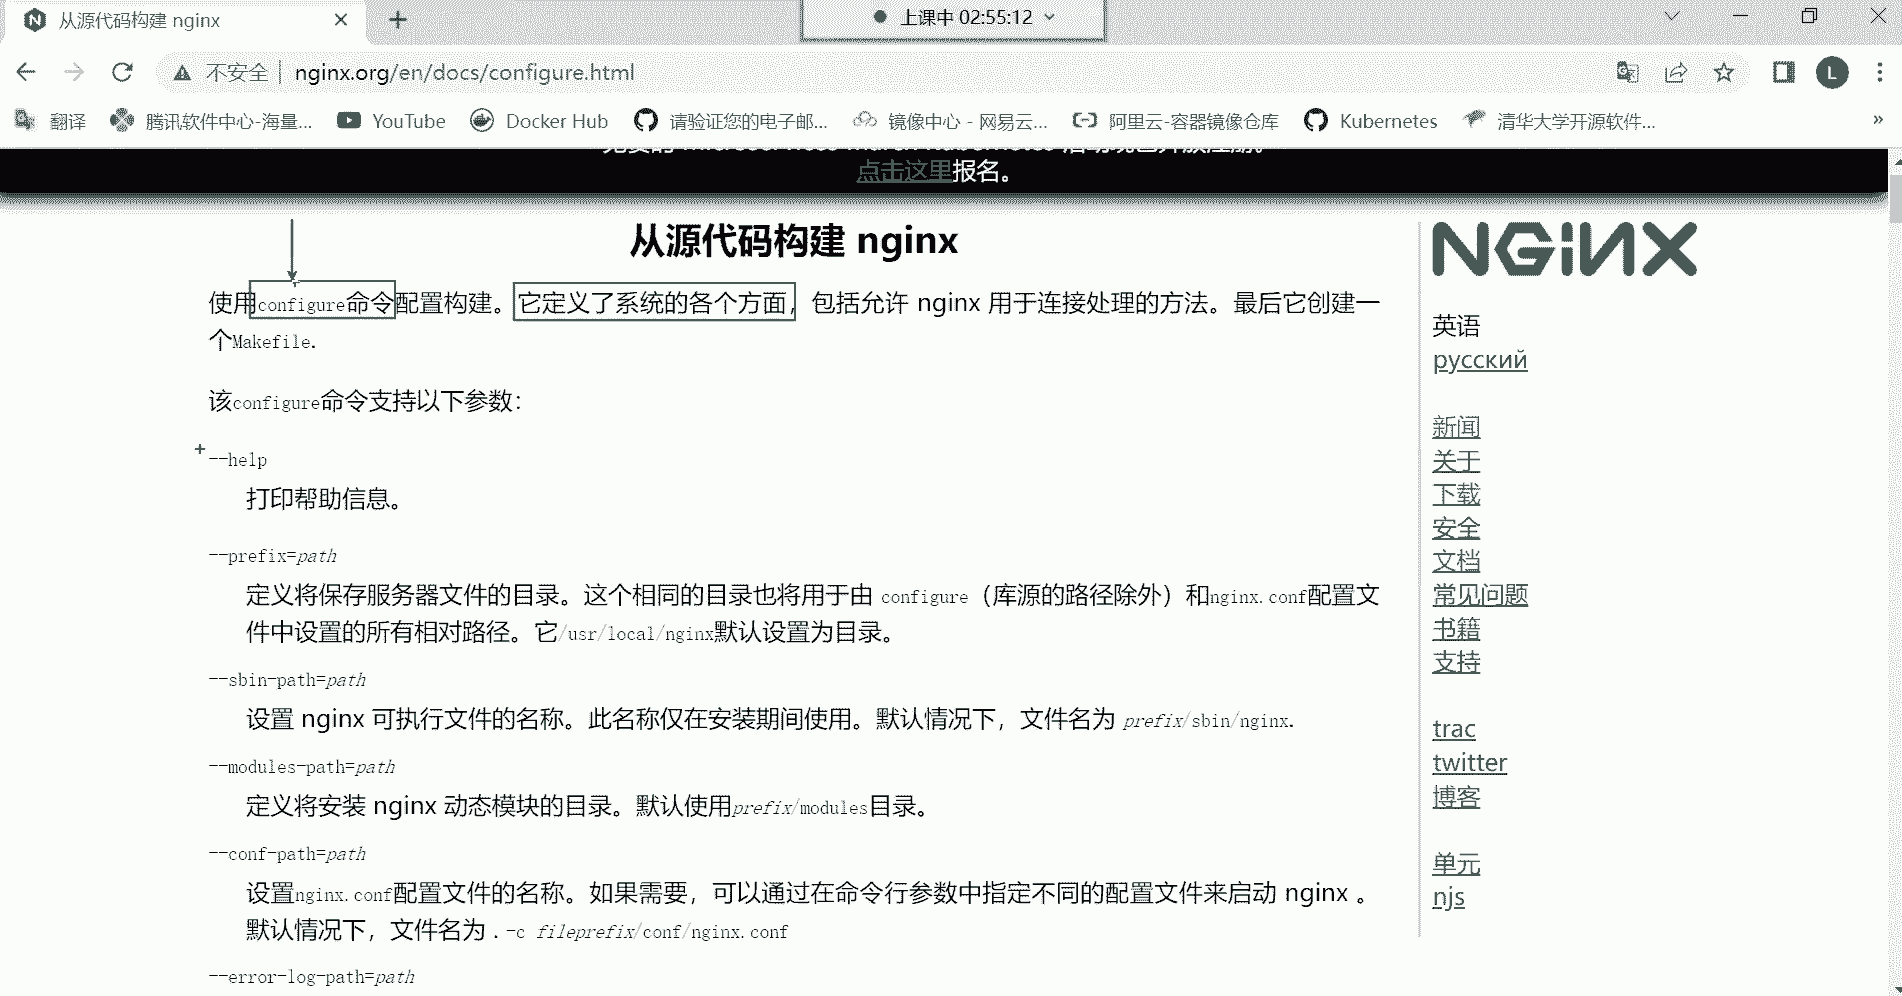 从源代码构建 nginx
上课中 02:55:12
不安全 nginx.org/en/docs/configure.html
翻译 腾讯软件中心-海量... YouTube Docker Hub 请验证您的电子邮... 镜像中心 - 网易云... 阿里云-容器镜像仓库 Kubernetes 清华大学开源软件... »
点击这里报名。
从源代码构建 nginx
使用configure命令配置构建。它定义了系统的各个方面，包括允许 nginx 用于连接处理的方法。最后它创建一
个Makefile.
该configure命令支持以下参数：
--help
打印帮助信息。
--prefix=path
定义将保存服务器文件的目录。这个相同的目录也将用于由 configure（库源的路径除外）和nginx.conf配置文
件中设置的所有相对路径。它/usr/local/nginx默认设置为目录。
--sbin-path=path
设置 nginx 可执行文件的名称。此名称仅在安装期间使用。默认情况下，文件名为 prefix/sbin/nginx.
--modules-path=path
定义将安装 nginx 动态模块的目录。默认使用prefix/modules目录。
--conf-path=path
设置nginx.conf配置文件的名称。如果需要，可以通过在命令行参数中指定不同的配置文件来启动 nginx 。
默认情况下，文件名为 . -c fileprefix/conf/nginx.conf
--error-log-path=path
NGINX
英语
русский
新闻
关于
下载
安全
文档
常见问题
书籍
支持
trac
twitter
博客
单元
njs
L